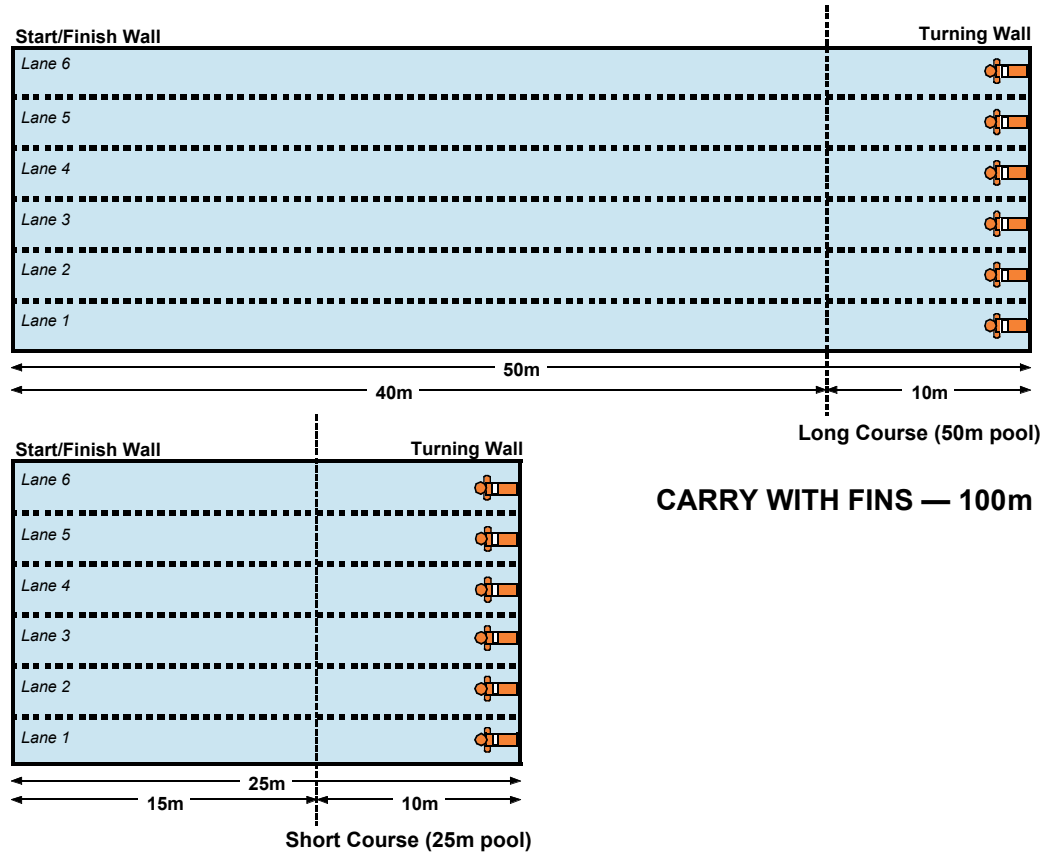 Start/Finish Wall Turning Wall
Lane 6
Lane 5
Lane 4
Lane 3
Lane 2
Lane 1
50m
40m 10m
Long Course (50m pool)
Start/Finish Wall Turning Wall
CARRY WITH FINS — 100m
Lane 6
Lane 5
Lane 4
Lane 3
Lane 2
Lane 1
25m
15m 10m
Short Course (25m pool)